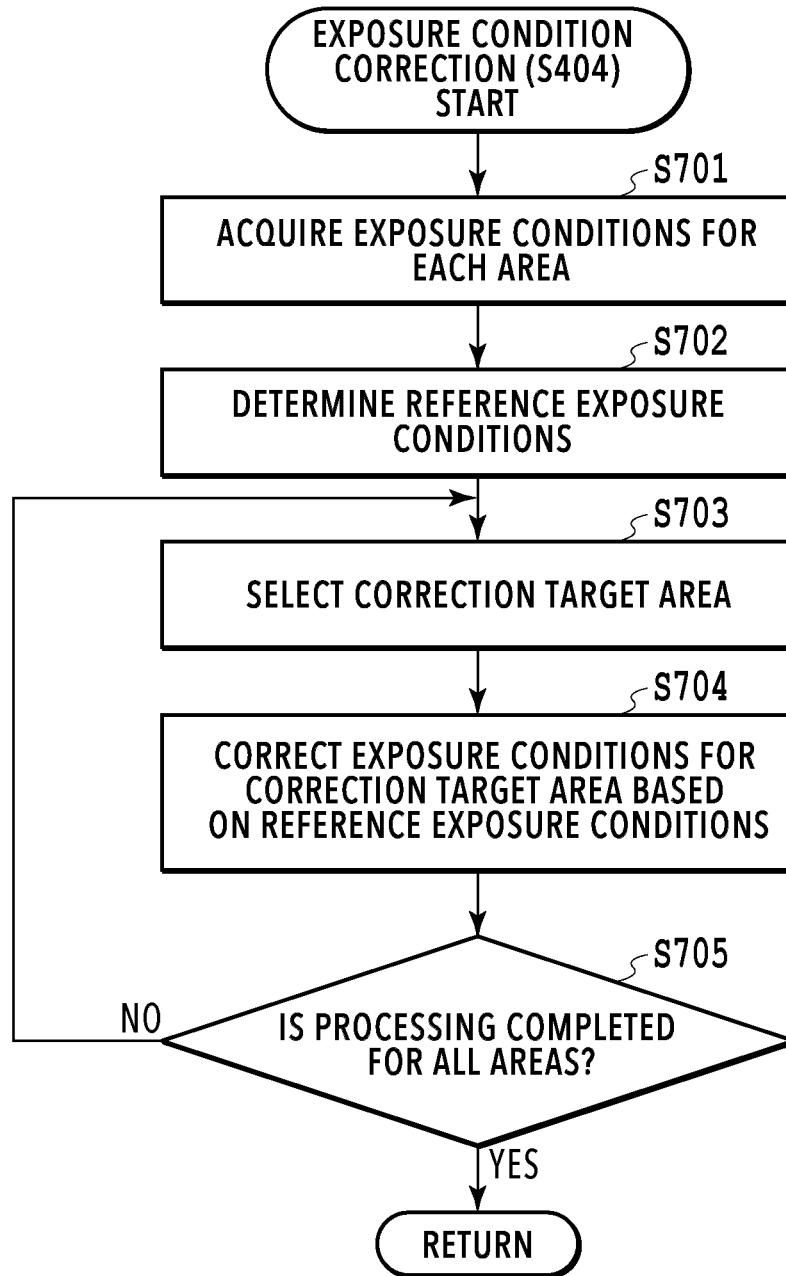 EXPOSURE CONDITION
CORRECTION (S404)
START
S701
ACQUIRE EXPOSURE CONDITIONS FOR
EACH AREA
S702
DETERMINE REFERENCE EXPOSURE
CONDITIONS
S703
SELECT CORRECTION TARGET AREA
S704
CORRECT EXPOSURE CONDITIONS FOR
CORRECTION TARGET AREA BASED
ON REFERENCE EXPOSURE CONDITIONS
S705
NO
IS PROCESSING COMPLETED
FOR ALL AREAS?
YES
RETURN